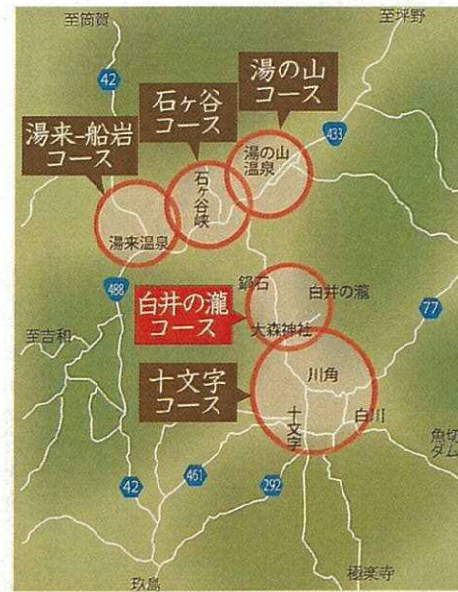 至筒賀
至坪野
42
湯の山
コース
石ヶ谷
コース
433
湯来-船岩
コース
湯の山
温泉
石ヶ谷峡
湯来温泉
488
鍋石
白井の瀧
白井の瀧
コース
77
大森神社
至吉和
川角
十文字
コース
十文字
白川
魚切
ダム
461
42
292
玖島
極楽寺